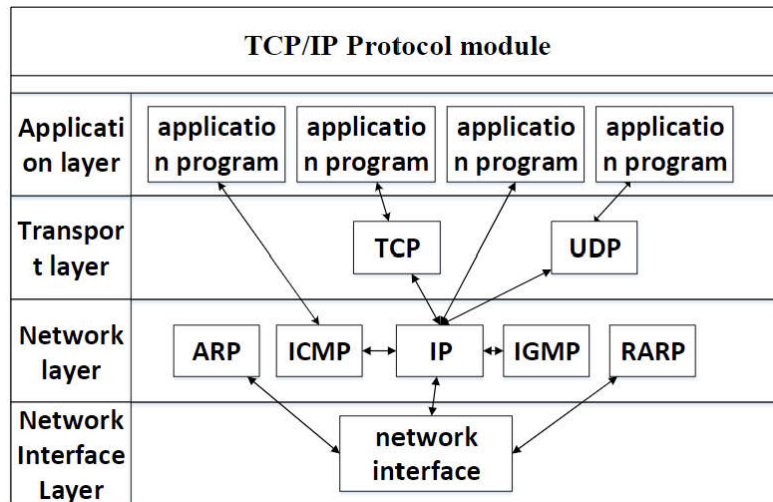 TCP/IP Protocol module
Applicati
on layer
applicatio
n program
applicatio
n program
applicatio
n program
applicatio
n program
Transpor
t layer
TCP
UDP
Network
layer
ARP
ICMP
IP
IGMP
RARP
Network
Interface
Layer
network
interface